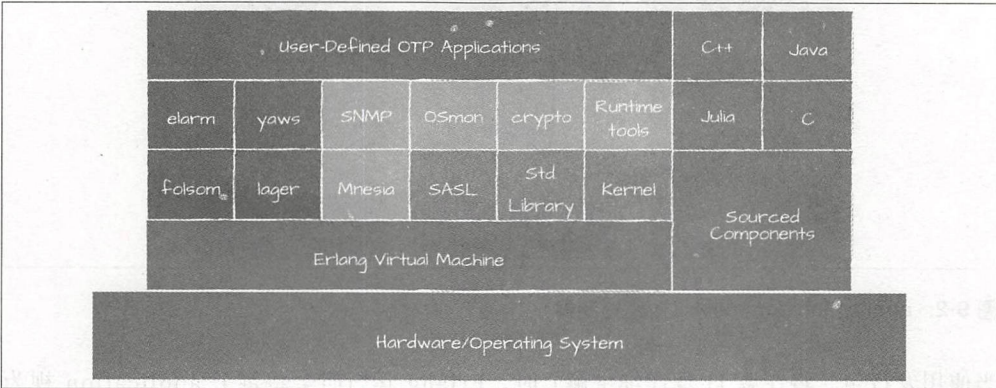 User-Defined OTP Applications
C++
Java
elarm
yaws
SNMP
OSmon
crypto
Runtime
tools
Julia
C
folsom
lager
Mnesia
SASL
Std
Library
Kernel
Sourced
Components
Erlang Virtual Machine
Hardware/Operating System